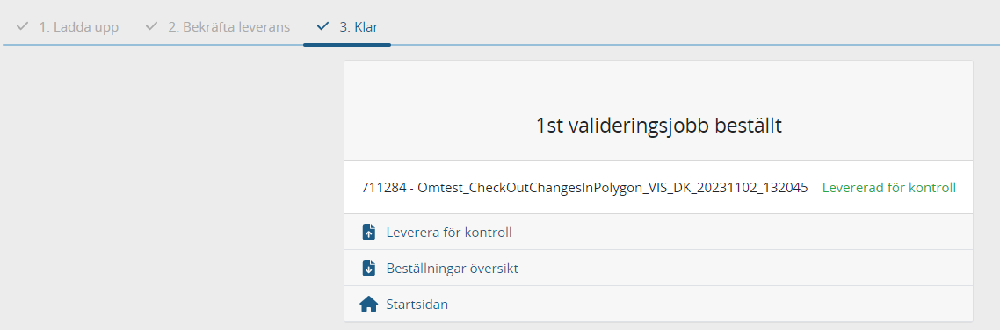 1. Ladda upp 2. Bekräfta leverans 3. Klar
1st valideringsjobb beställt
711284 - Omtest_CheckOutChangesInPolygon_VIS_DK_20231102_132045 Levererad för kontroll
Leverera för kontroll
Beställningar översikt
Startsidan